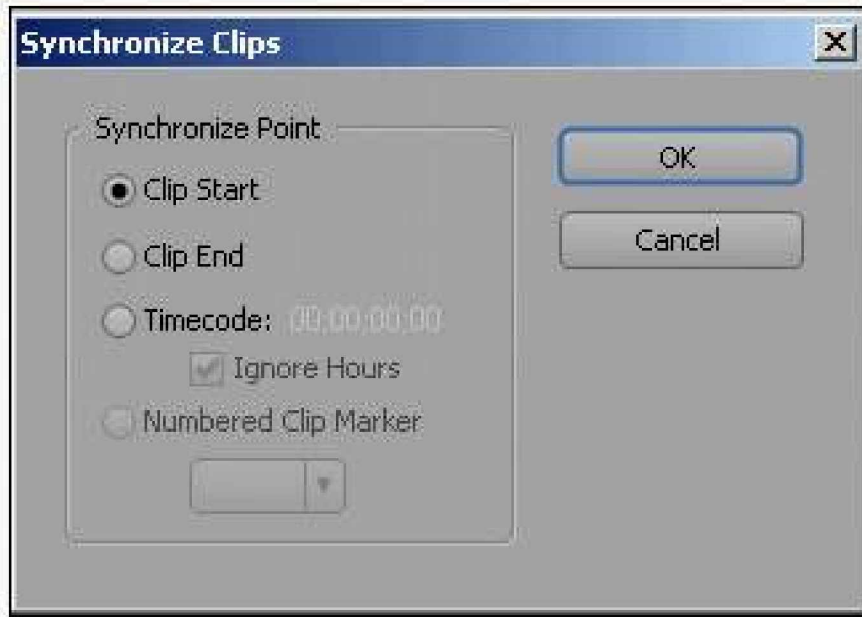 Synchronize Clips
Synchronize Point
Clip Start
Clip End
Timecode: 00;00;00;00
Ignore Hours
Numbered Clip Marker
OK
Cancel